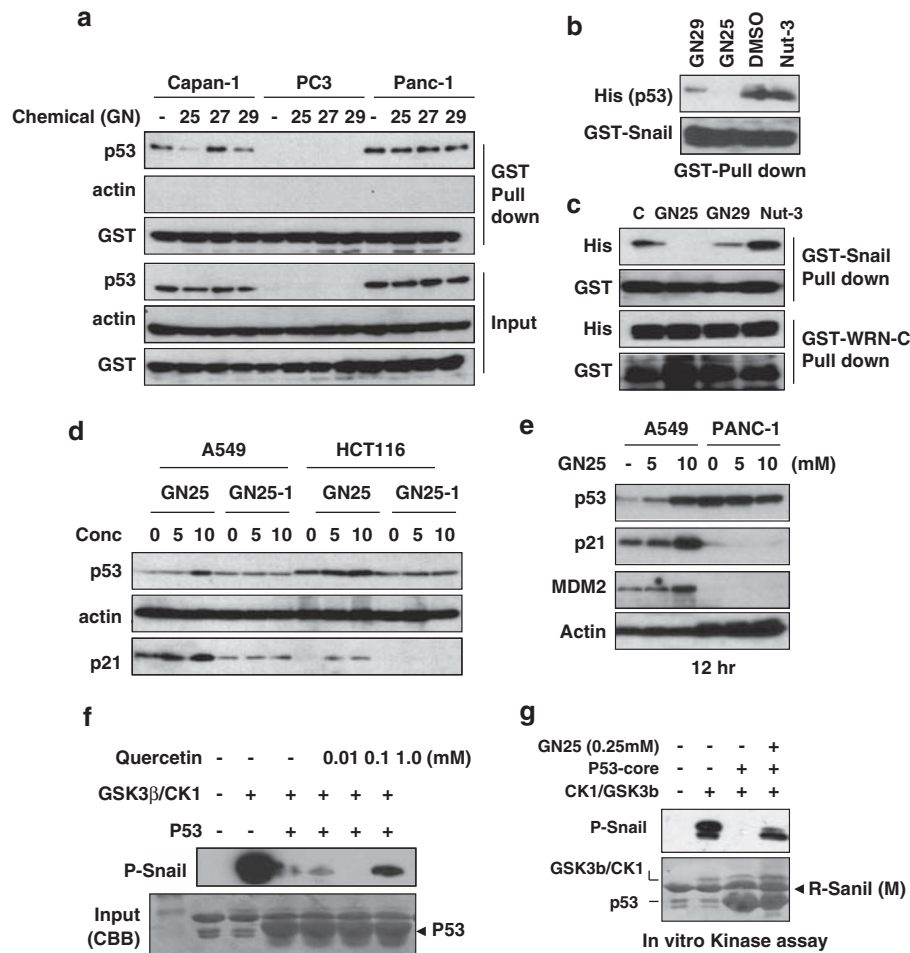 a
Capan-1 PC3 Panc-1
Chemical (GN) - 25 27 29 - 25 27 29 - 25 27 29
p53
actin
GST
GST Pull down
p53
actin
GST
Input
b
GN29 GN25 DMSO Nut-3
His (p53)
GST-Snail
GST-Pull down
c
C GN25 GN29 Nut-3
His
GST
GST-Snail
Pull down
His
GST
GST-WRN-C
Pull down
d
A549 HCT116
GN25 GN25-1 GN25 GN25-1
Conc 0 5 10 0 5 10 0 5 10 0 5 10
p53
actin
p21
e
A549 PANC-1
GN25 - 5 10 0 5 10 (mM)
p53
p21
MDM2
Actin
12 hr
f
Quercetin - - - 0.01 0.1 1.0 (mM)
GSK3β/CK1 - + + + + +
P53 - - + + + +
P-Snail
Input
(CBB)
P53
g
GN25 (0.25mM) - - - +
P53-core - - + +
CK1/GSK3b - + + +
P-Snail
GSK3b/CK1
R-Sanil (M)
p53
In vitro Kinase assay